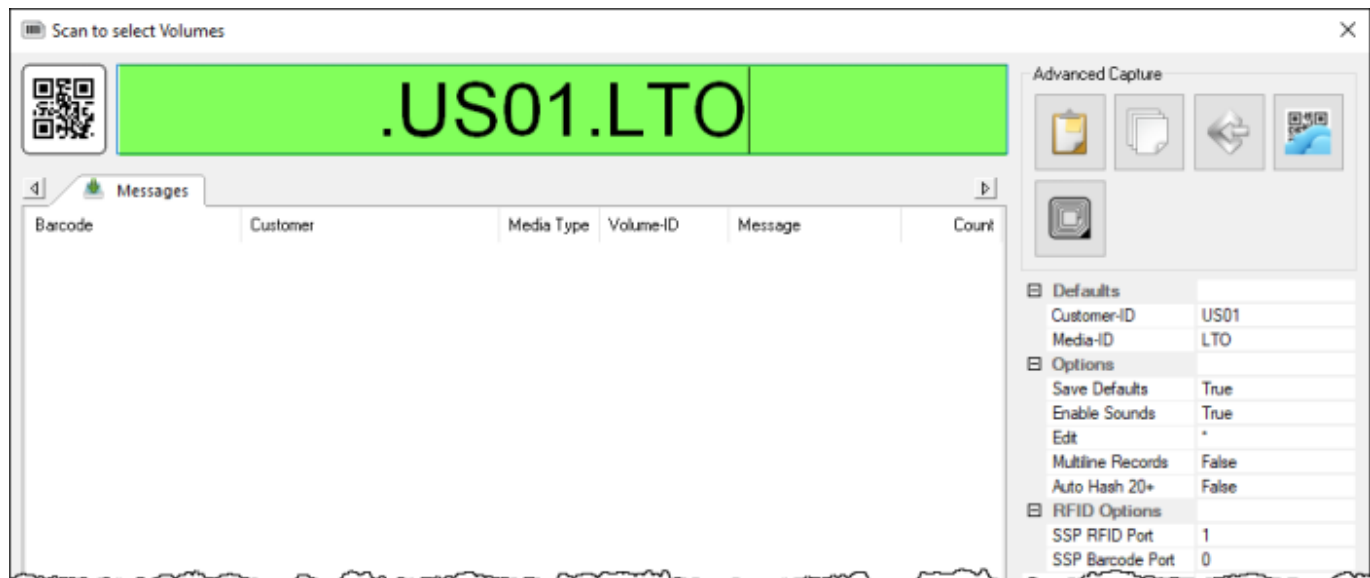 Scan to select Volumes
.US01.LTO
Advanced Capture
Messages
Barcode Customer Media Type Volume-ID Message Count
Defaults
Customer-ID US01
Media-ID LTO
Options
Save Defaults True
Enable Sounds True
Edit *
Multiline Records False
Auto Hash 20+ False
RFID Options
SSP RFID Port 1
SSP Barcode Port 0